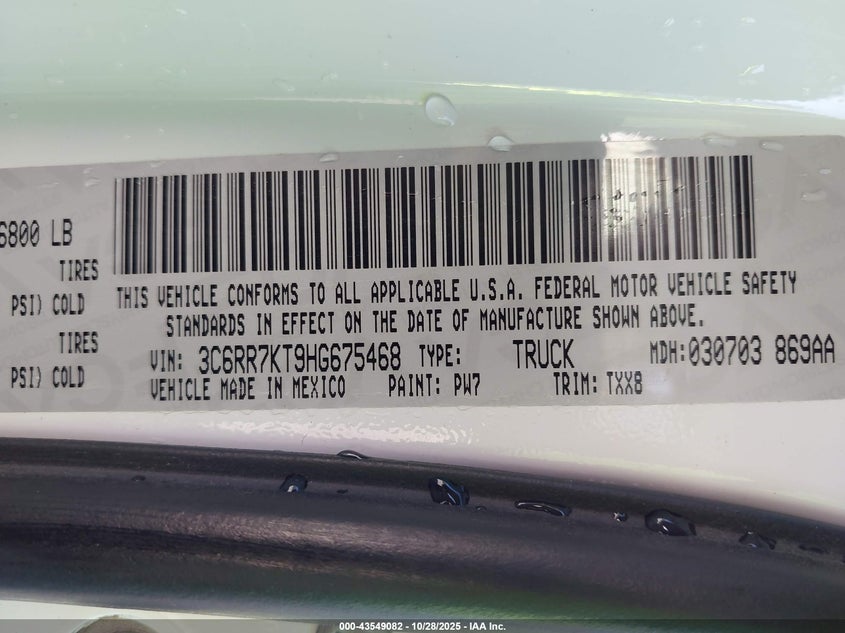 6800 LB
TIRES
PSI) COLD
TIRES
PSI) COLD
THIS VEHICLE CONFORMS TO ALL APPLICABLE U.S.A. FEDERAL MOTOR VEHICLE SAFETY
STANDARDS IN EFFECT ON THE DATE OF MANUFACTURE SHOWN ABOVE.
VIN: 3C6RR7KT9HG675468 TYPE: TRUCK MDH: 030703 869AA
VEHICLE MADE IN MEXICO PAINT: PW7 TRIM: TXX8
000-43549082 - 10/28/2025 - IAA Inc.